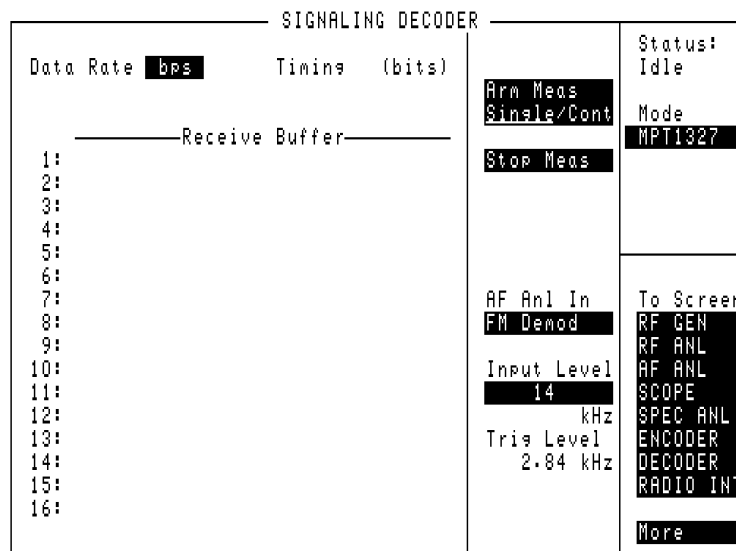 SIGNALING DECODER
Data Rate bps Timing (bits)
Receive Buffer
1:
2:
3:
4:
5:
6:
7:
8:
9:
10:
11:
12:
13:
14:
15:
16:
Arm Meas
Single/Cont
Stop Meas
AF Anl In
FM Demod
Input Level
14
kHz
Trig Level
2.84 kHz
Status:
Idle
Mode
MPT1327
To Screen
RF GEN
RF ANL
AF ANL
SCOPE
SPEC ANL
ENCODER
DECODER
RADIO INT
More